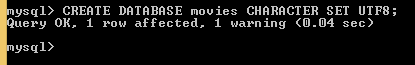 mysql> CREATE DATABASE movies CHARACTER SET UTF8;
Query OK, 1 row affected, 1 warning (0.04 sec)
mysql>